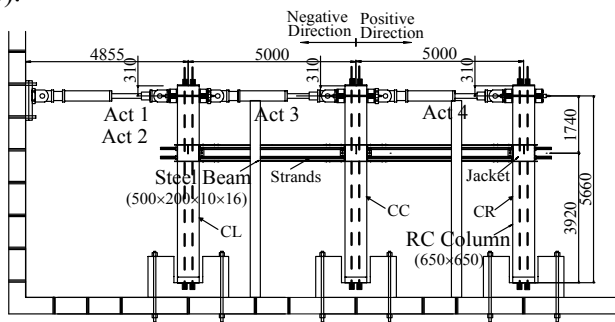 ).
Negative Positive
Direction Direction
4855 5000 5000
310 310 310
Act 1 Act 3 Act 4
Act 2
1740
5660
3920
Steel Beam Strands Jacket
(500×200×10×16)
CL CC CR
RC Column
(650×650)